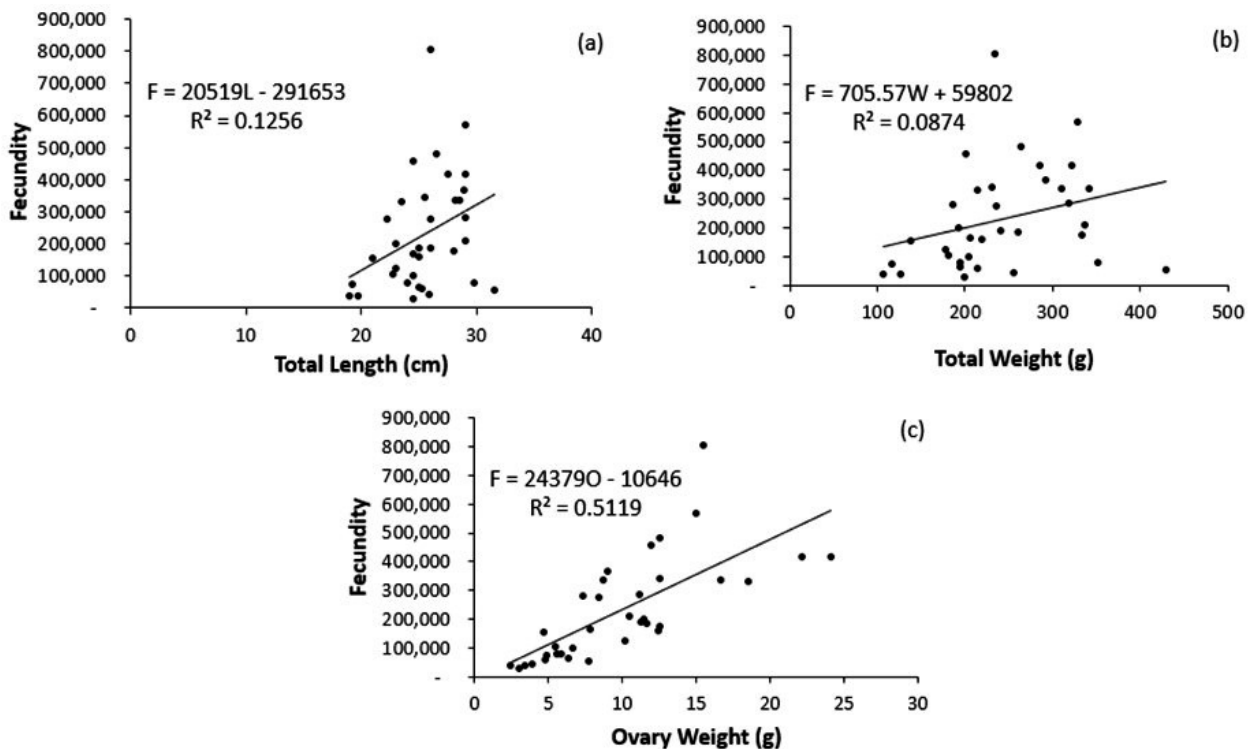 (a)
F = 20519L - 291653
R² = 0.1256
Fecundity
900,000
800,000
700,000
600,000
500,000
400,000
300,000
200,000
100,000
-
0 10 20 30 40
Total Length (cm)
(b)
F = 705.57W + 59802
R² = 0.0874
Fecundity
900,000
800,000
700,000
600,000
500,000
400,000
300,000
200,000
100,000
-
0 100 200 300 400 500
Total Weight (g)
(c)
F = 24379O - 10646
R² = 0.5119
Fecundity
900,000
800,000
700,000
600,000
500,000
400,000
300,000
200,000
100,000
-
0 5 10 15 20 25 30
Ovary Weight (g)